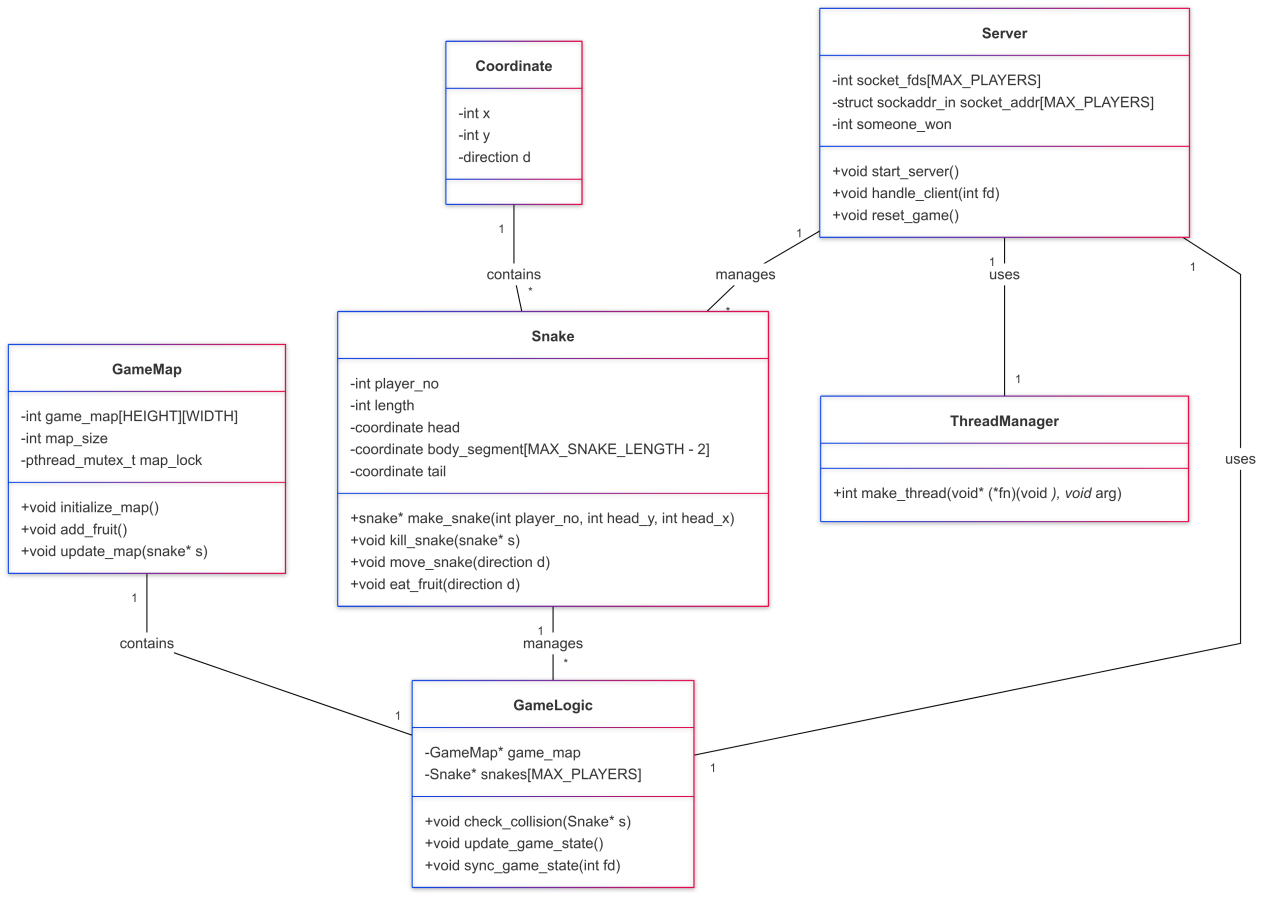 Server
-int socket_fds[MAX_PLAYERS]
-struct sockaddr_in socket_addr[MAX_PLAYERS]
-int someone_won
+void start_server()
+void handle_client(int fd)
+void reset_game()
Coordinate
-int x
-int y
-direction d
1
contains
*
1
manages
*
1
uses
1
1
uses
1
Snake
-int player_no
-int length
-coordinate head
-coordinate body_segment[MAX_SNAKE_LENGTH - 2]
-coordinate tail
+snake* make_snake(int player_no, int head_y, int head_x)
+void kill_snake(snake* s)
+void move_snake(direction d)
+void eat_fruit(direction d)
GameMap
-int game_map[HEIGHT][WIDTH]
-int map_size
-pthread_mutex_t map_lock
+void initialize_map()
+void add_fruit()
+void update_map(snake* s)
ThreadManager
+int make_thread(void* (*fn)(void ), void arg)
1
contains
1
1
manages
*
GameLogic
-GameMap* game_map
-Snake* snakes[MAX_PLAYERS]
+void check_collision(Snake* s)
+void update_game_state()
+void sync_game_state(int fd)